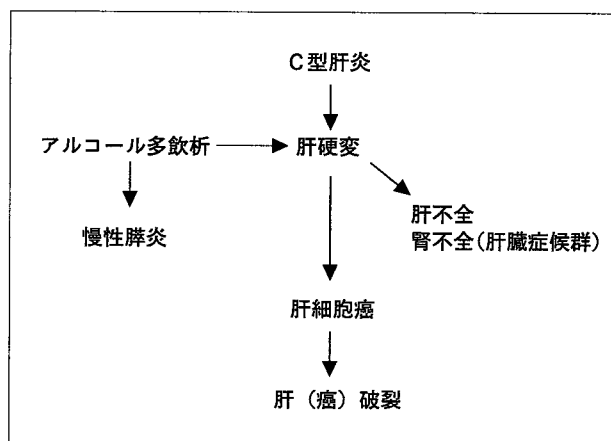 C型肝炎
アルコール多飲析
肝硬変
慢性膵炎
肝不全
腎不全(肝臓症候群)
肝細胞癌
肝（癌）破裂